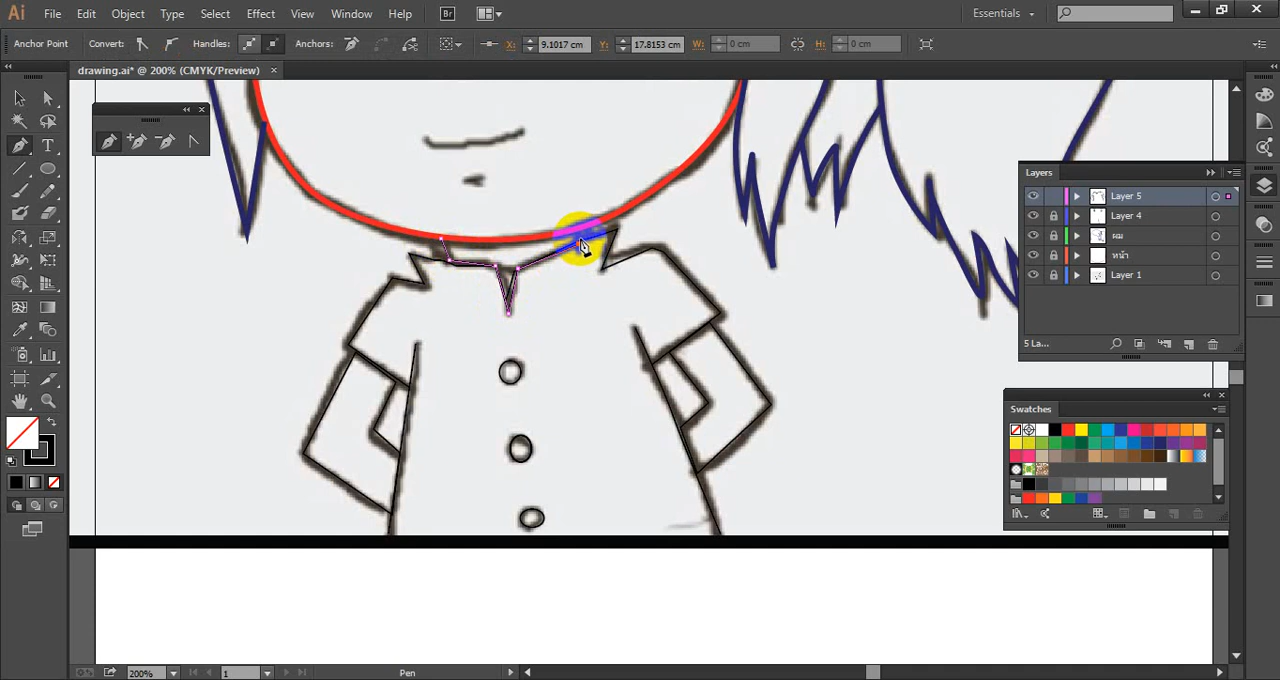 Ai File Edit Object Type Select Effect View Window Help Br Essentials
Anchor Point Convert: Handles: Anchors: X: 9.1017 cm Y: 17.8153 cm W: 0 cm H: 0 cm
drawing.ai* @ 200% (CMYK/Preview)
T
Layers
Layer 5
Layer 4
ผม
หน้า
Layer 1
5 La...
Swatches
200% 1 Pen